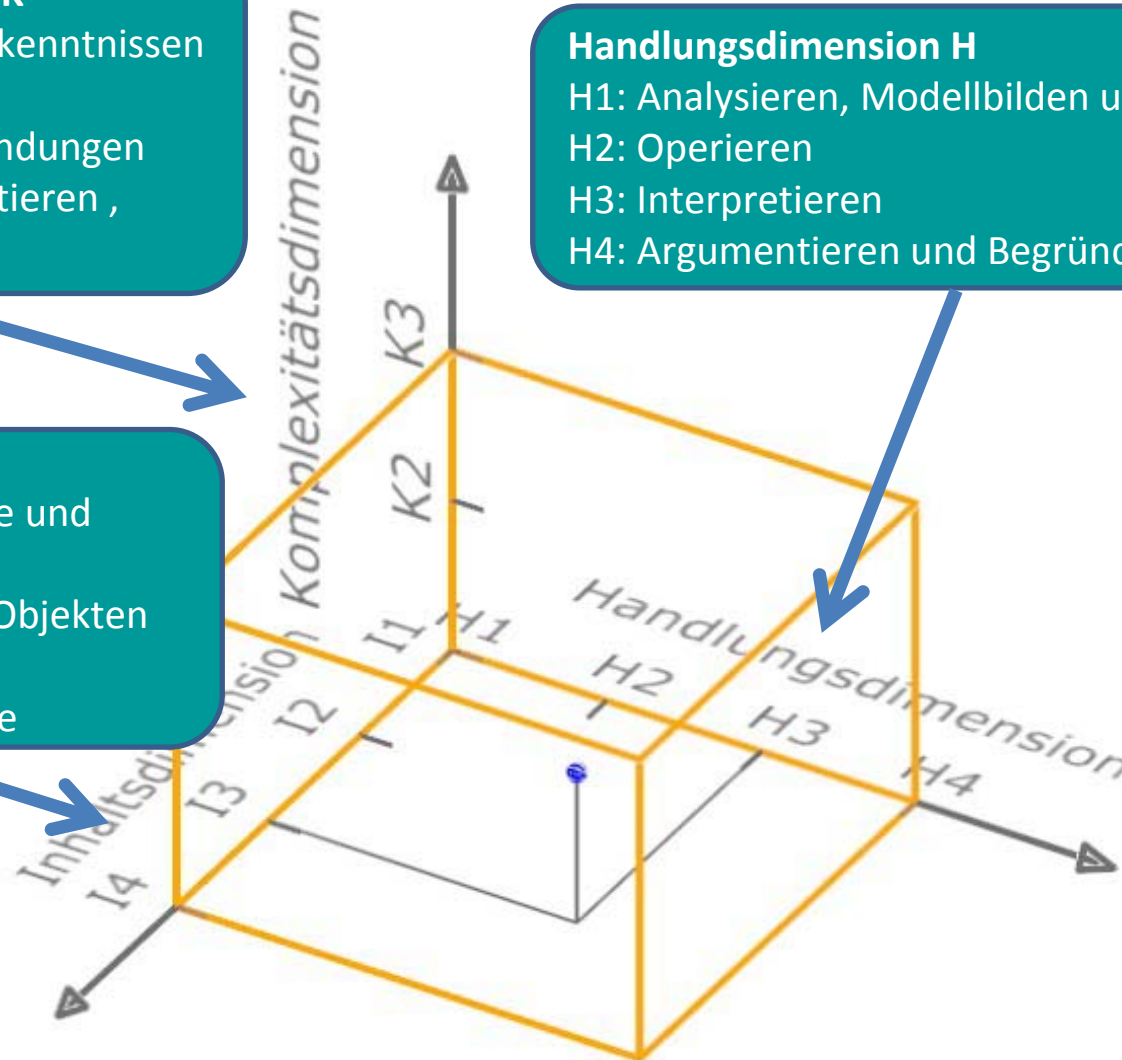 kenntnissen
ndungen
tieren ,
Handlungsdimension H
H1: Analysieren, Modellbilden u
H2: Operieren
H3: Interpretieren
H4: Argumentieren und Begründ
e und
Objekten
e
Komplexitätsdimension
K3
K2
Handlungsdimension
H1
H2
H3
H4
Inhaltsdimension
I1
I2
I3
I4